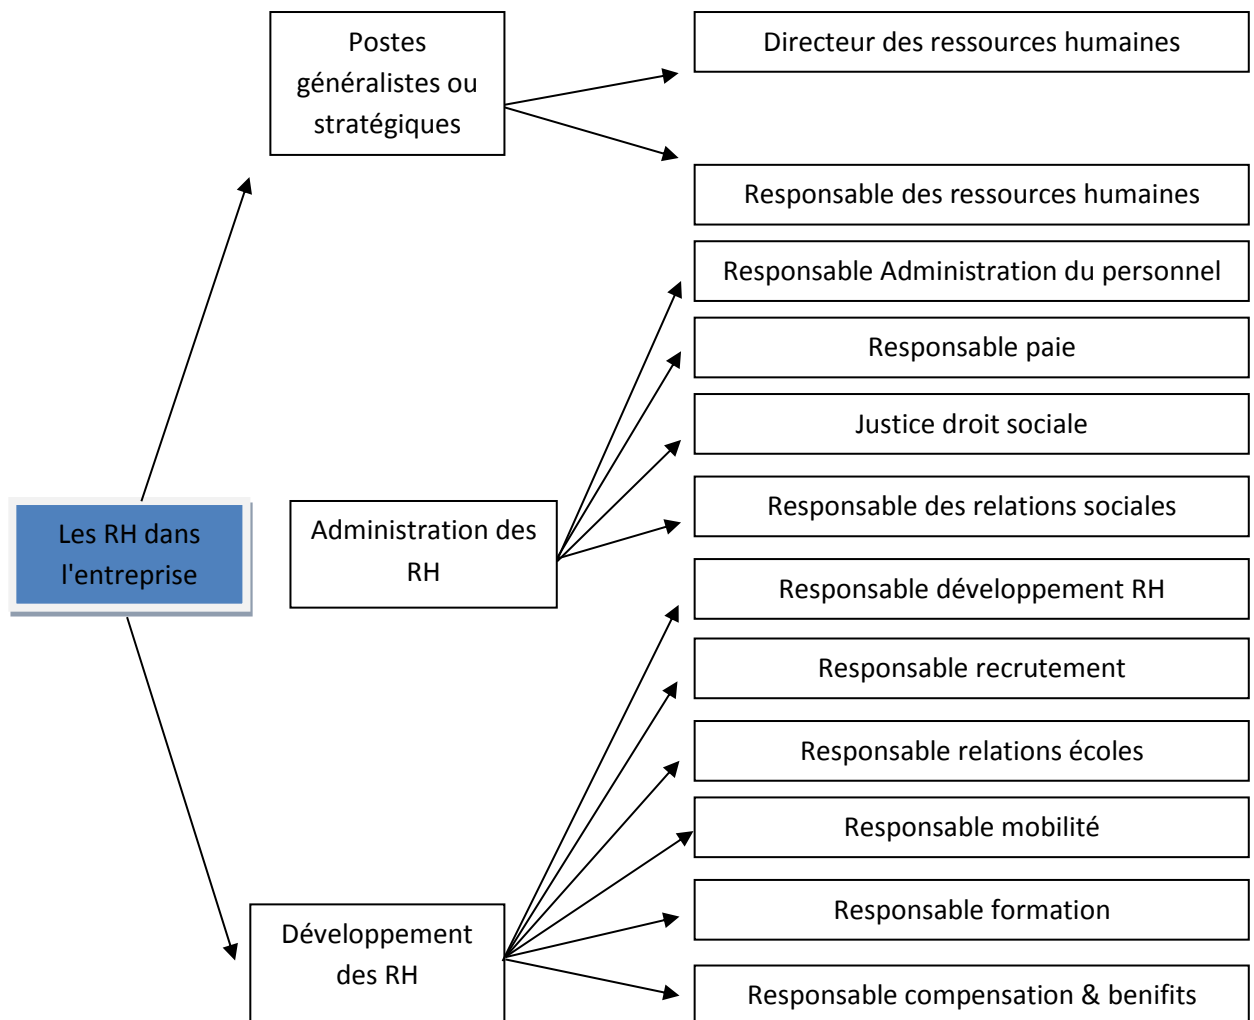 Postes
généralistes ou
stratégiques
Directeur des ressources humaines
Responsable des ressources humaines
Responsable Administration du personnel
Responsable paie
Justice droit sociale
Les RH dans
l'entreprise
Administration des
RH
Responsable des relations sociales
Responsable développement RH
Responsable recrutement
Responsable relations écoles
Responsable mobilité
Développement
des RH
Responsable formation
Responsable compensation & benifits